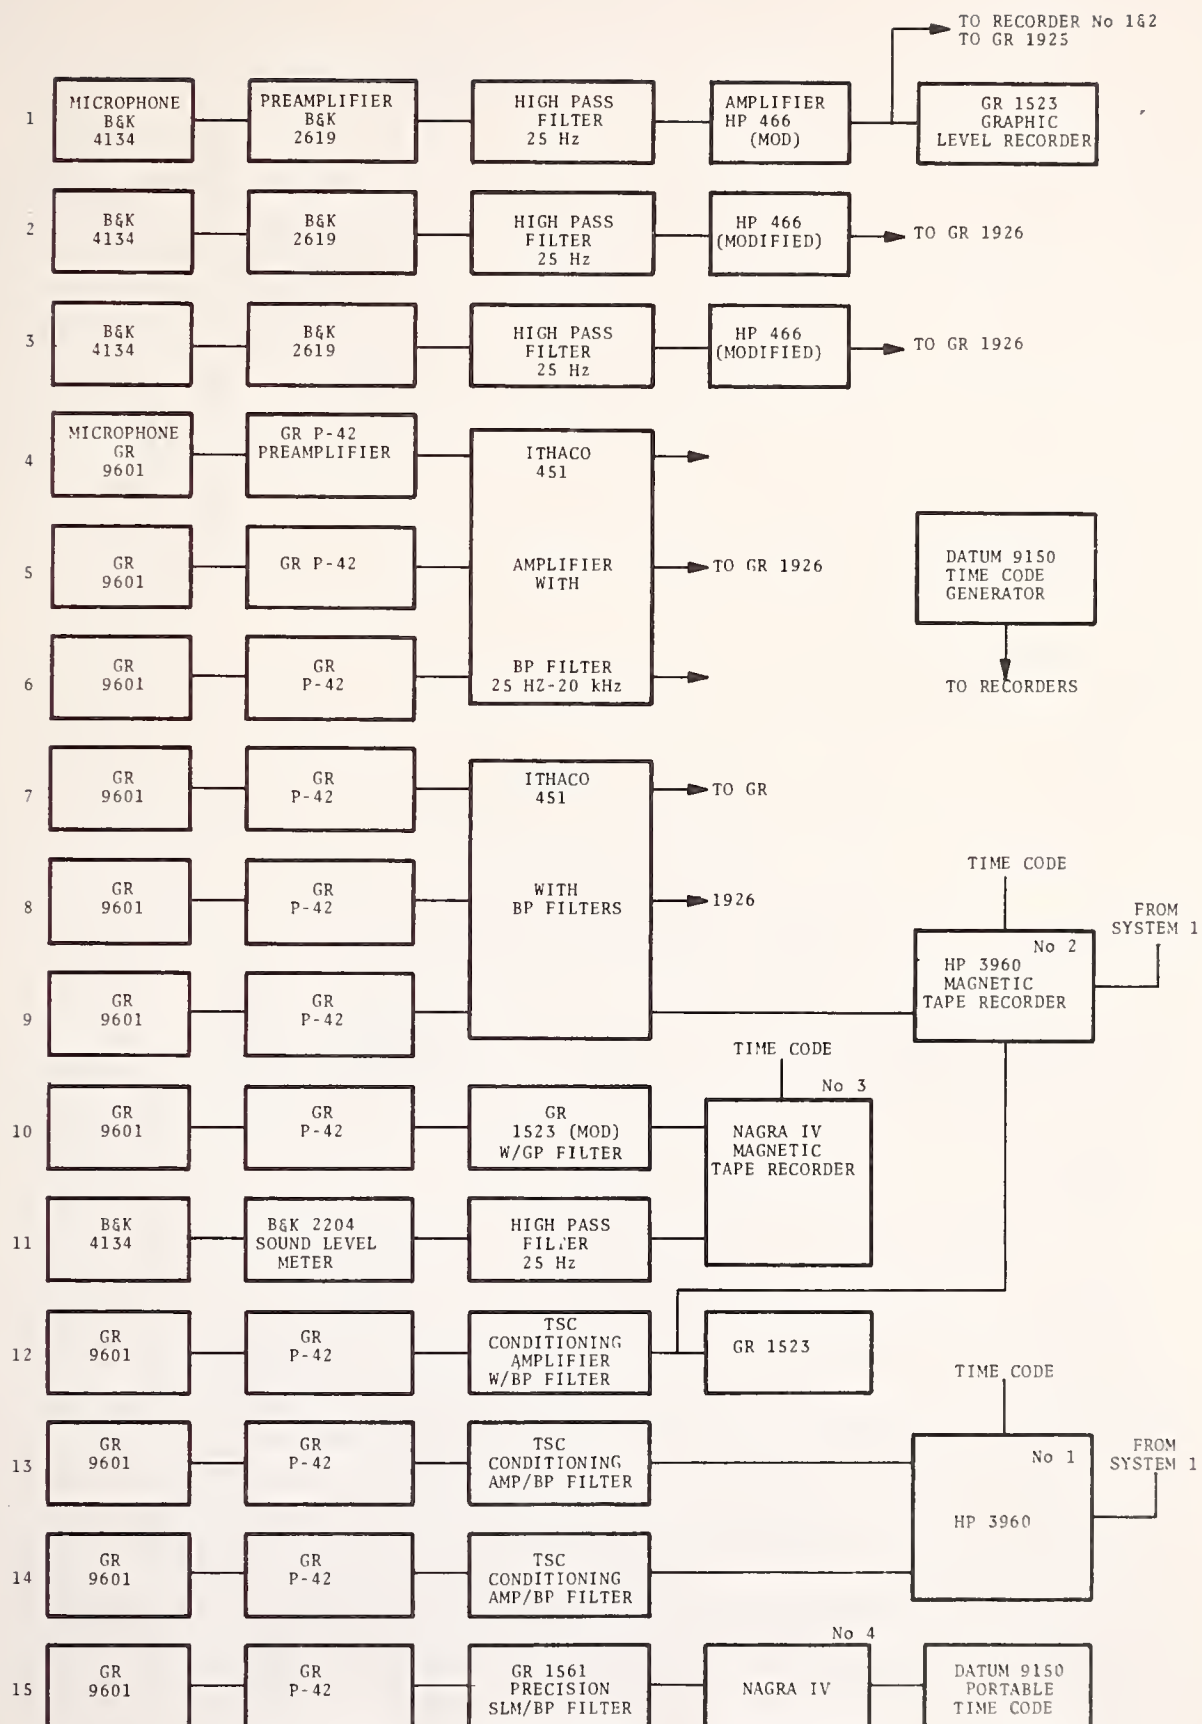 TO RECORDER No 1&2
TO GR 1925
1
MICROPHONE
B&K
4134
PREAMPLIFIER
B&K
2619
HIGH PASS
FILTER
25 Hz
AMPLIFIER
HP 466
(MOD)
GR 1523
GRAPHIC
LEVEL RECORDER
2
B&K
4134
B&K
2619
HIGH PASS
FILTER
25 Hz
HP 466
(MODIFIED)
TO GR 1926
3
B&K
4134
B&K
2619
HIGH PASS
FILTER
25 Hz
HP 466
(MODIFIED)
TO GR 1926
4
MICROPHONE
GR
9601
GR P-42
PREAMPLIFIER
ITHACO
451
5
GR
9601
GR P-42
AMPLIFIER
WITH
TO GR 1926
DATUM 9150
TIME CODE
GENERATOR
6
GR
9601
GR
P-42
BP FILTER
25 HZ-20 kHz
TO RECORDERS
7
GR
9601
GR
P-42
ITHACO
451
TO GR
8
GR
9601
GR
P-42
WITH
BP FILTERS
1926
TIME CODE
FROM
SYSTEM 1
No 2
HP 3960
MAGNETIC
TAPE RECORDER
9
GR
9601
GR
P-42
TIME CODE
No 3
10
GR
9601
GR
P-42
GR
1523 (MOD)
W/GP FILTER
NAGRA IV
MAGNETIC
TAPE RECORDER
11
B&K
4134
B&K 2204
SOUND LEVEL
METER
HIGH PASS
FILTER
25 Hz
12
GR
9601
GR
P-42
TSC
CONDITIONING
AMPLIFIER
W/BP FILTER
GR 1523
TIME CODE
13
GR
9601
GR
P-42
TSC
CONDITIONING
AMP/BP FILTER
No 1
HP 3960
FROM
SYSTEM 1
14
GR
9601
GR
P-42
TSC
CONDITIONING
AMP/BP FILTER
No 4
15
GR
9601
GR
P-42
GR 1561
PRECISION
SLM/BP FILTER
NAGRA IV
DATUM 9150
PORTABLE
TIME CODE